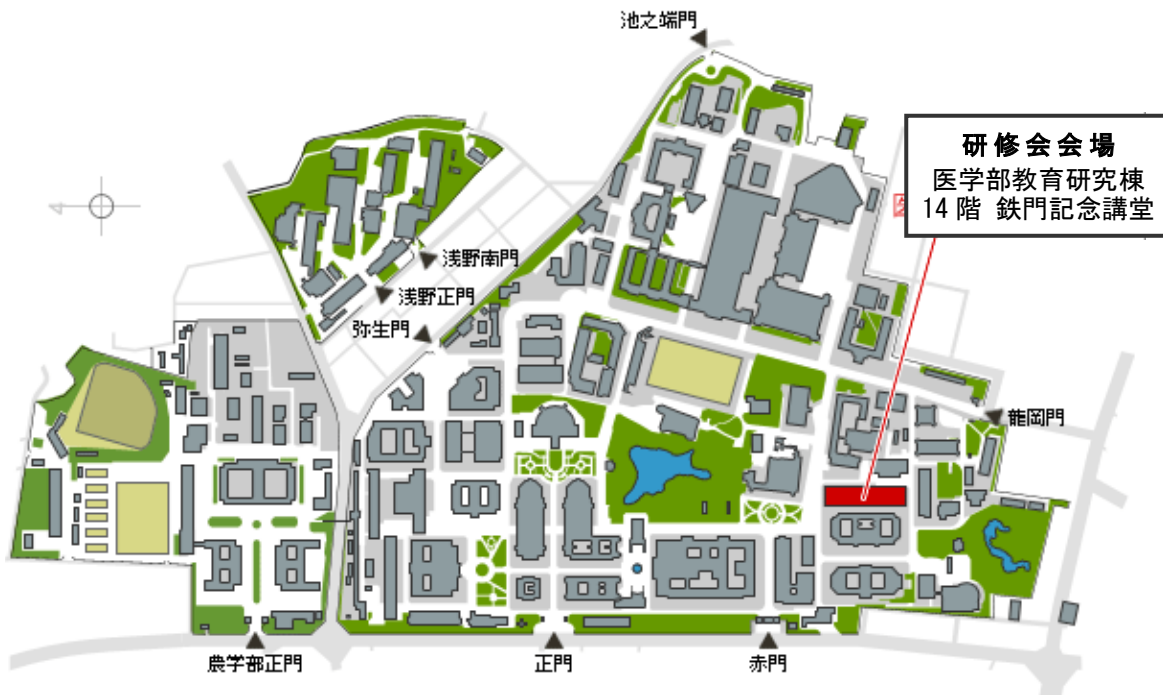 池之端門
研修会会場
医学部教育研究棟
14階 鉄門記念講堂
浅野南門
浅野正門
弥生門
龍岡門
農学部正門
正門
赤門